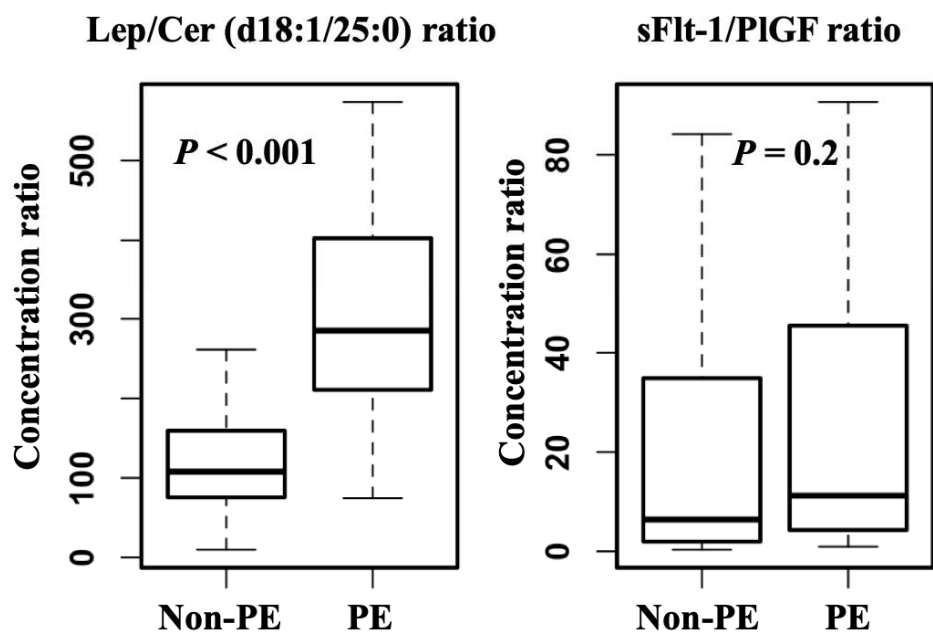 Lep/Cer (d18:1/25:0) ratio
Concentration ratio
500
300
100
0
P < 0.001
Non-PE PE
sFlt-1/PlGF ratio
Concentration ratio
80
60
40
20
0
P = 0.2
Non-PE PE